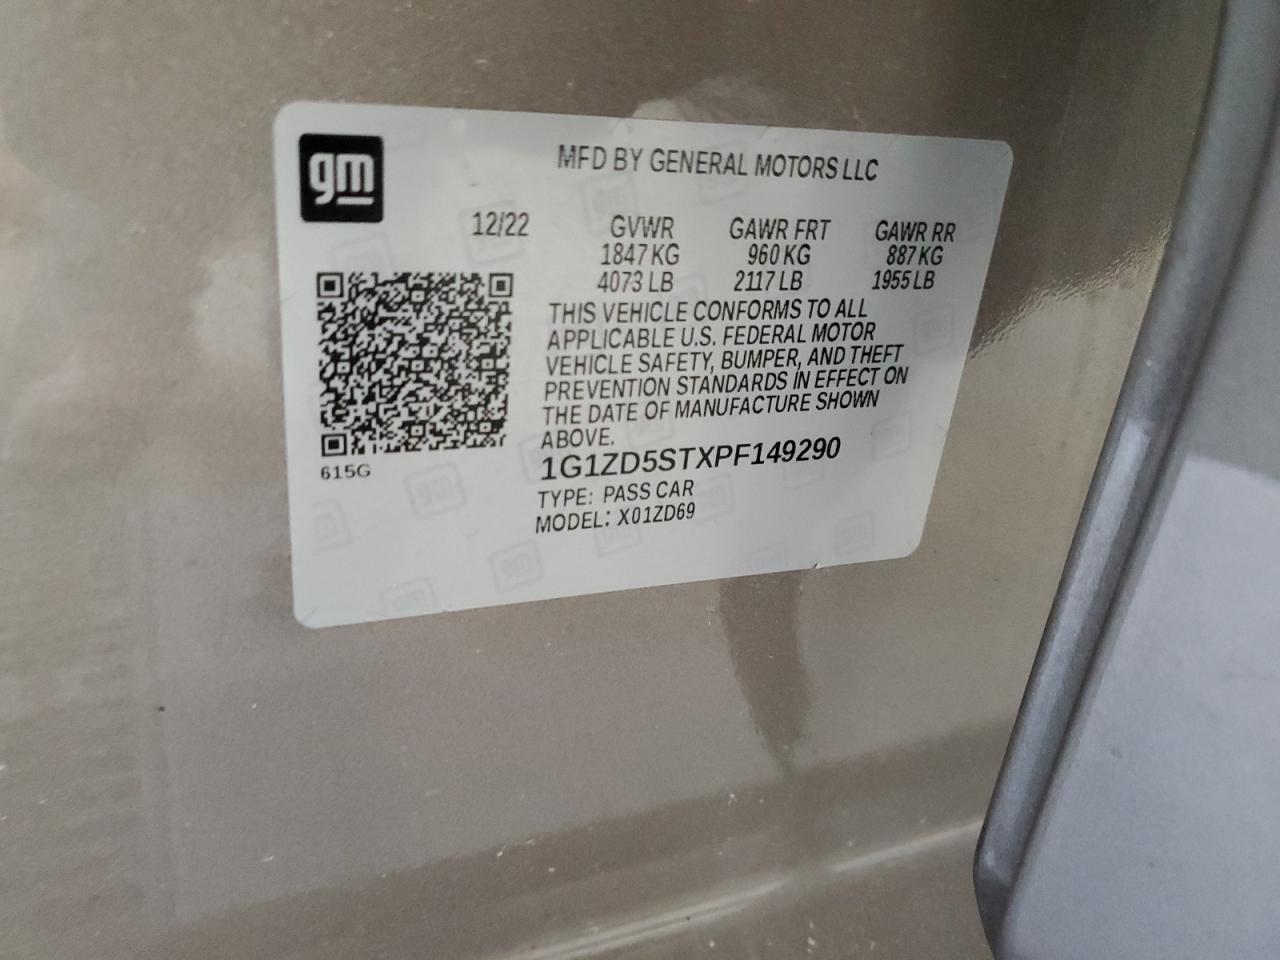 gm
MFD BY GENERAL MOTORS LLC
12/22 GVWR GAWR FRT GAWR RR
1847 KG 960 KG 887 KG
4073 LB 2117 LB 1955 LB
THIS VEHICLE CONFORMS TO ALL
APPLICABLE U.S. FEDERAL MOTOR
VEHICLE SAFETY, BUMPER, AND THEFT
PREVENTION STANDARDS IN EFFECT ON
THE DATE OF MANUFACTURE SHOWN
ABOVE.
615G
1G1ZD5STXPF149290
TYPE: PASS CAR
MODEL: X01ZD69